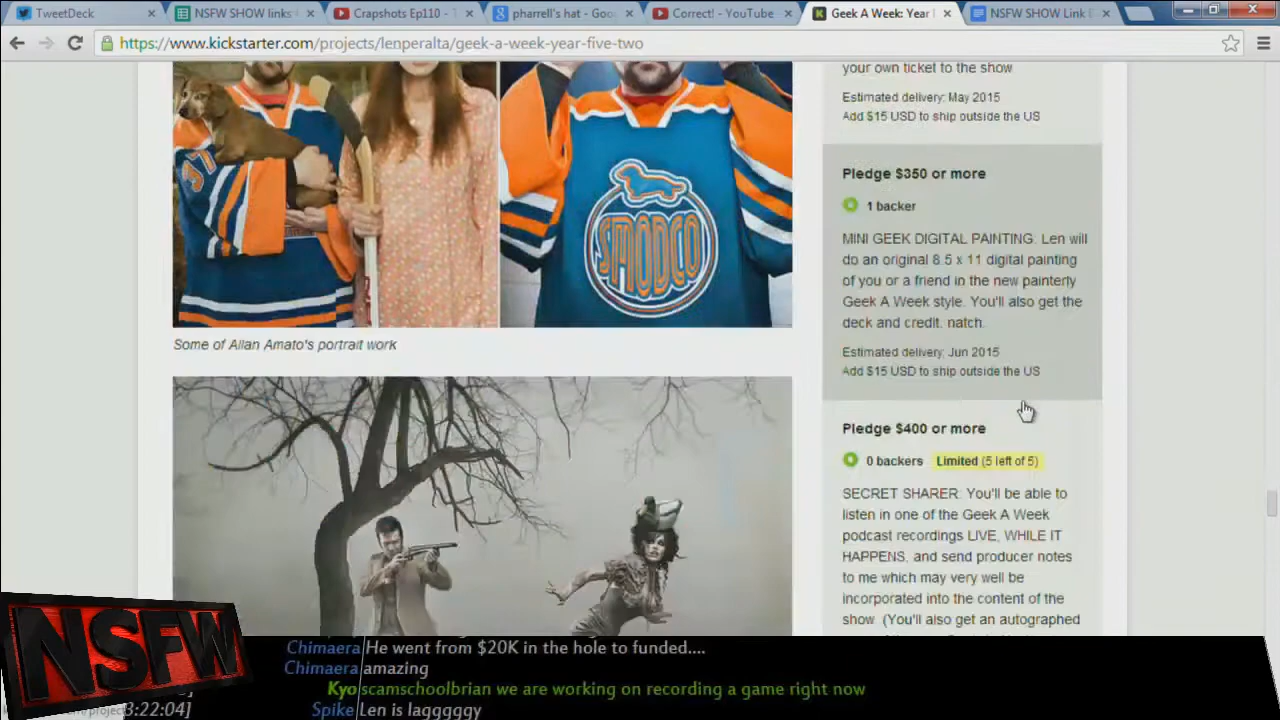 TweetDeck
NSFW SHOW links
Crapshots Ep110 - T
pharrell's hat - Goo
Correct! - YouTube
Geek A Week: Year
NSFW SHOW Link
https://www.kickstarter.com/projects/lenperalta/geek-a-week-year-five-two
your own ticket to the show
Estimated delivery: May 2015
Add $15 USD to ship outside the US
Pledge $350 or more
1 backer
MINI GEEK DIGITAL PAINTING. Len will
do an original 8.5 x 11 digital painting
of you or a friend in the new painterly
Geek A Week style. You'll also get the
deck and credit, natch.
Estimated delivery: Jun 2015
Add $15 USD to ship outside the US
Pledge $400 or more
0 backers Limited (5 left of 5)
SECRET SHARER: You'll be able to
listen in one of the Geek A Week
podcast recordings LIVE, WHILE IT
HAPPENS, and send producer notes
to me which may very well be
incorporated into the content of the
show (You'll also get an autographed
97
SMODCO
Some of Allan Amato's portrait work
NSFW
Chimaera He went from $20K in the hole to funded....
Chimaera amazing
Kyo scamschoolbrian we are working on recording a game right now
3:22:04] Spike Len is lagggggy